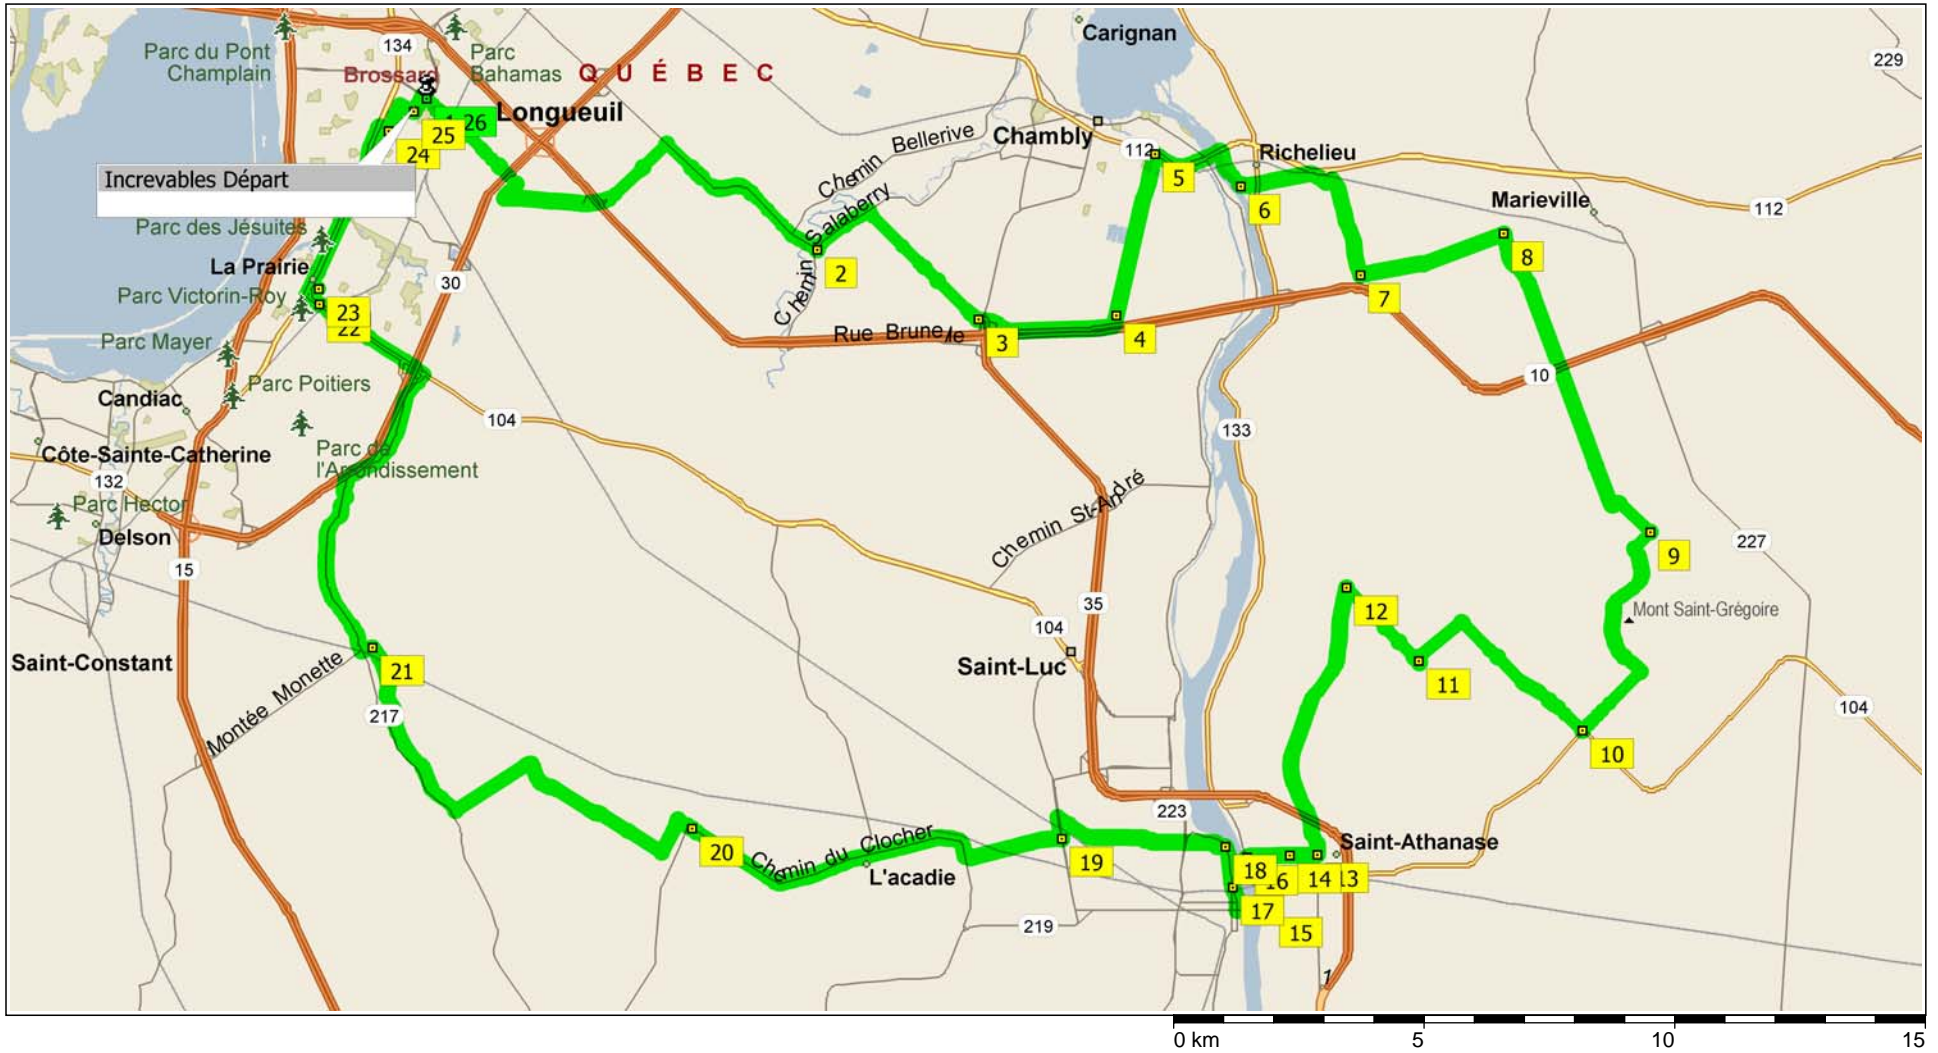 Carignan
229
134
Parc du Pont
Champlain
Parc
Bahamas
Brossard
QUÉBEC
Longueuil
26
25
24
Increvables Départ
Chambly
Chemin Bellerive
112
Richelieu
5
6
Marieville
112
Chemin Salaberry
2
Parc des Jésuites
La Prairie
30
Parc Victorin-Roy
23
22
8
7
Rue Brunelle
3
4
Parc Mayer
Parc Poitiers
10
Candiac
104
133
Parc de
l'Arrondissement
Côte-Sainte-Catherine
132
Parc Hector
Delson
Chemin St-André
9
227
15
12
35
104
Mont Saint-Grégoire
Saint-Constant
Saint-Luc
21
11
Montée Monette
217
104
10
223
Saint-Athanase
20
Chemin du Clocher
19
L'acadie
18
16
14
13
17
15
219
1
0 km
5
10
15